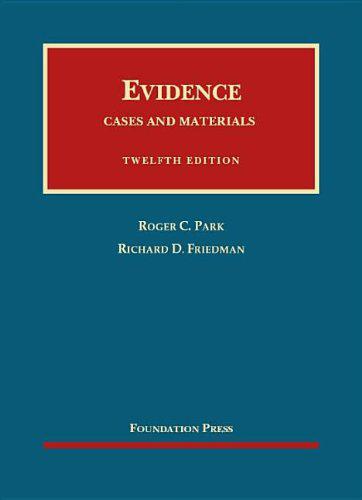 EVIDENCE
CASES AND MATERIALS
TWELFTH EDITION
ROGER C. PARK
RICHARD D. FRIEDMAN
FOUNDATION PRESS